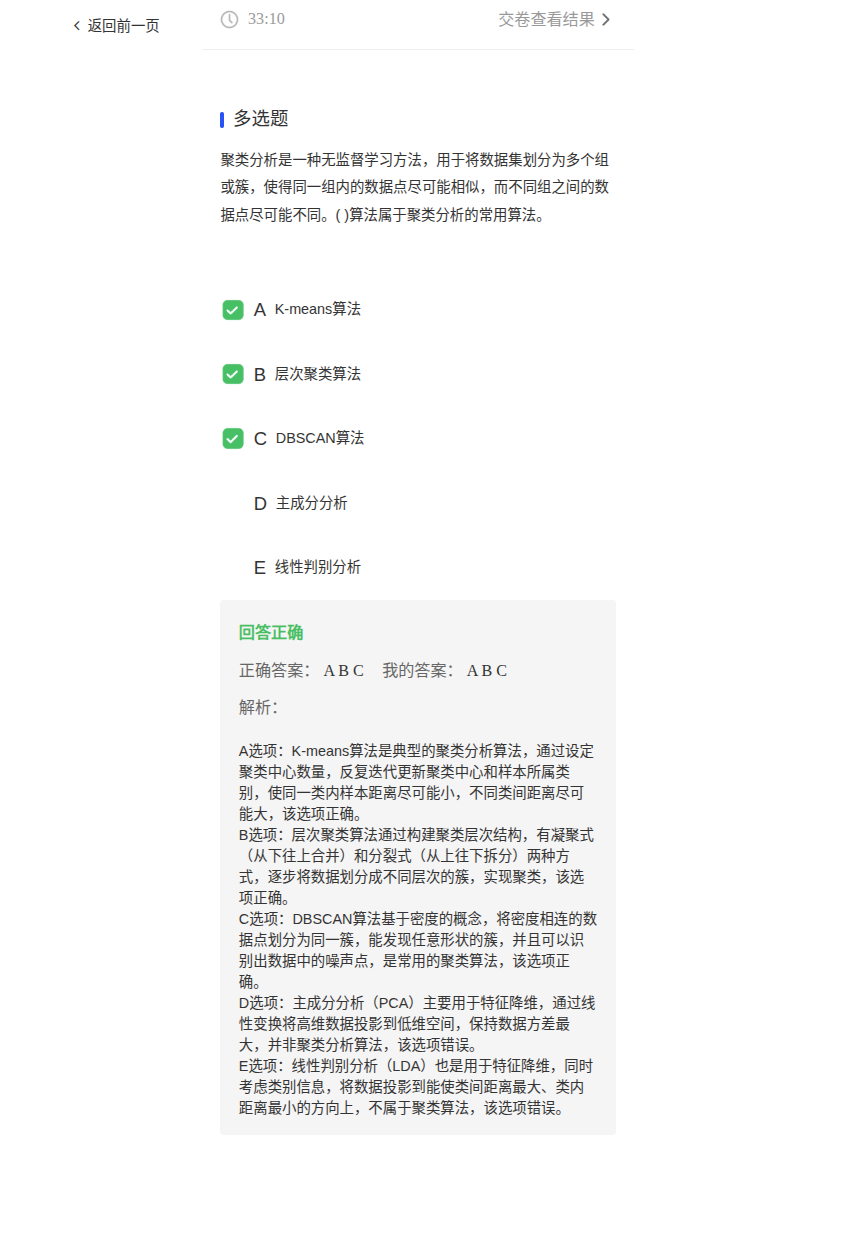 返回前一页
33:10
交卷查看结果
多选题
聚类分析是一种无监督学习方法，用于将数据集划分为多个组
或簇，使得同一组内的数据点尽可能相似，而不同组之间的数
据点尽可能不同。( )算法属于聚类分析的常用算法。
A K-means算法
B 层次聚类算法
C DBSCAN算法
D 主成分分析
E 线性判别分析
回答正确
正确答案： A B C 我的答案： A B C
解析：
A选项：K-means算法是典型的聚类分析算法，通过设定
聚类中心数量，反复迭代更新聚类中心和样本所属类
别，使同一类内样本距离尽可能小，不同类间距离尽可
能大，该选项正确。
B选项：层次聚类算法通过构建聚类层次结构，有凝聚式
（从下往上合并）和分裂式（从上往下拆分）两种方
式，逐步将数据划分成不同层次的簇，实现聚类，该选
项正确。
C选项：DBSCAN算法基于密度的概念，将密度相连的数
据点划分为同一簇，能发现任意形状的簇，并且可以识
别出数据中的噪声点，是常用的聚类算法，该选项正
确。
D选项：主成分分析（PCA）主要用于特征降维，通过线
性变换将高维数据投影到低维空间，保持数据方差最
大，并非聚类分析算法，该选项错误。
E选项：线性判别分析（LDA）也是用于特征降维，同时
考虑类别信息，将数据投影到能使类间距离最大、类内
距离最小的方向上，不属于聚类算法，该选项错误。